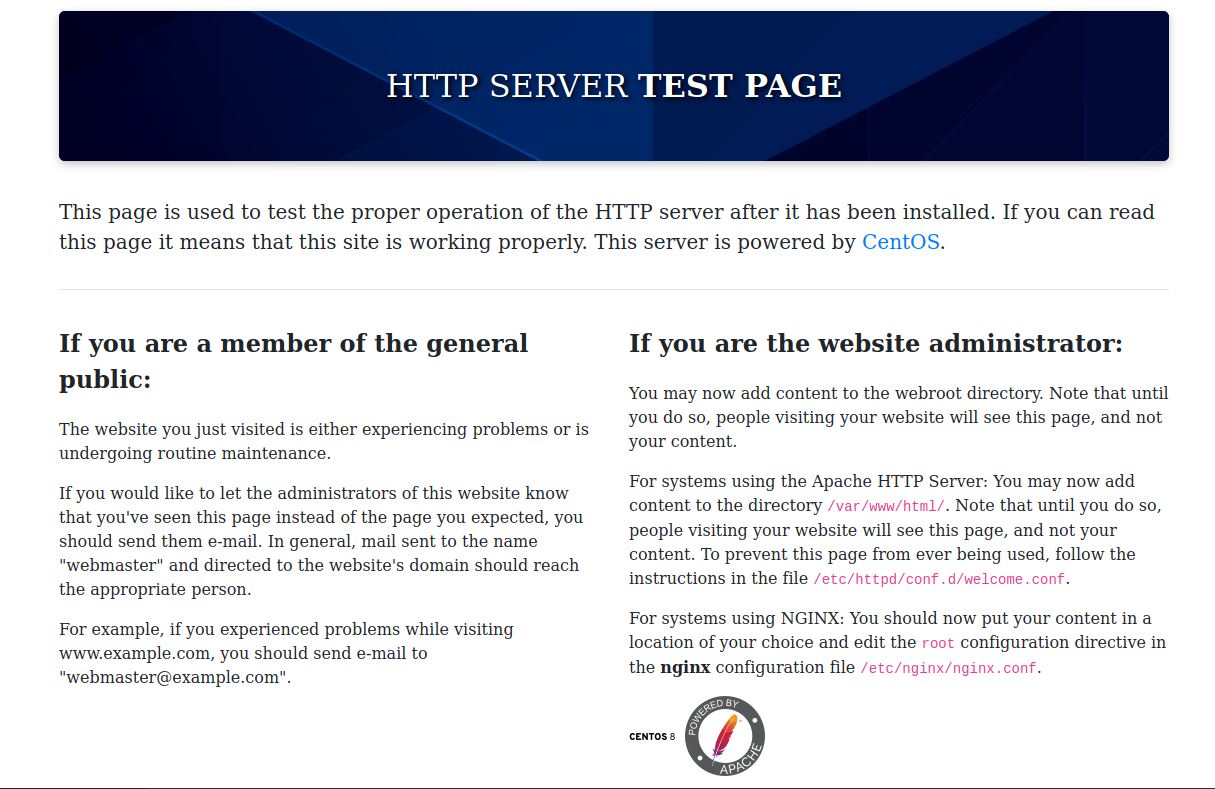 HTTP SERVER TEST PAGE
This page is used to test the proper operation of the HTTP server after it has been installed. If you can read
this page it means that this site is working properly. This server is powered by CentOS.
If you are a member of the general
public:
The website you just visited is either experiencing problems or is
undergoing routine maintenance.
If you would like to let the administrators of this website know
that you've seen this page instead of the page you expected, you
should send them e-mail. In general, mail sent to the name
"webmaster" and directed to the website's domain should reach
the appropriate person.
For example, if you experienced problems while visiting
www.example.com, you should send e-mail to
"webmaster@example.com".
If you are the website administrator:
You may now add content to the webroot directory. Note that until
you do so, people visiting your website will see this page, and not
your content.
For systems using the Apache HTTP Server: You may now add
content to the directory /var/www/html/. Note that until you do so,
people visiting your website will see this page, and not your
content. To prevent this page from ever being used, follow the
instructions in the file /etc/httpd/conf.d/welcome.conf.
For systems using NGINX: You should now put your content in a
location of your choice and edit the root configuration directive in
the nginx configuration file /etc/nginx/nginx.conf.
CENTOS 8
POWERED BY
APACHE